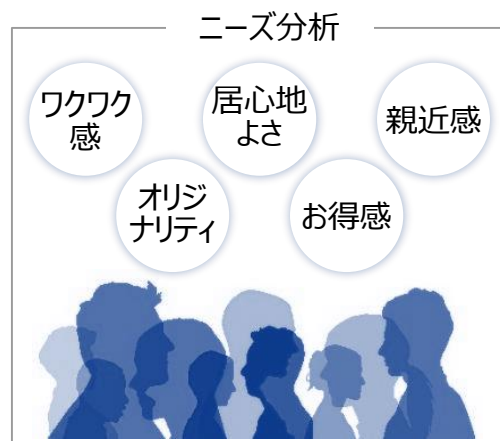 ニーズ分析
ワクワク
感
居心地
よさ
親近感
オリジ
ナリティ
お得感